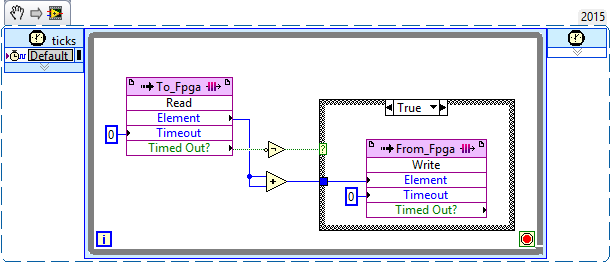 2015
ticks
Default
To_Fpga
Read
Element
0
Timeout
Timed Out?
True
?
From_Fpga
Write
Element
0
Timeout
Timed Out?
i